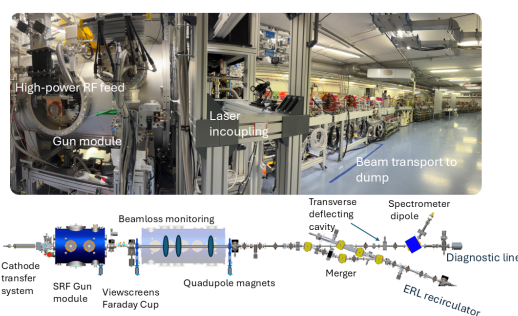 High-power RF feed
Gun module
Laser
incoupling
Beam transport to
dump
Transverse
deflecting
cavity
Spectrometer
dipole
Beamloss monitoring
Cathode
transfer
system
SRF Gun
module
Viewscreens
Faraday Cup
Quadupole magnets
Merger
Diagnostic line
ERL recirculator